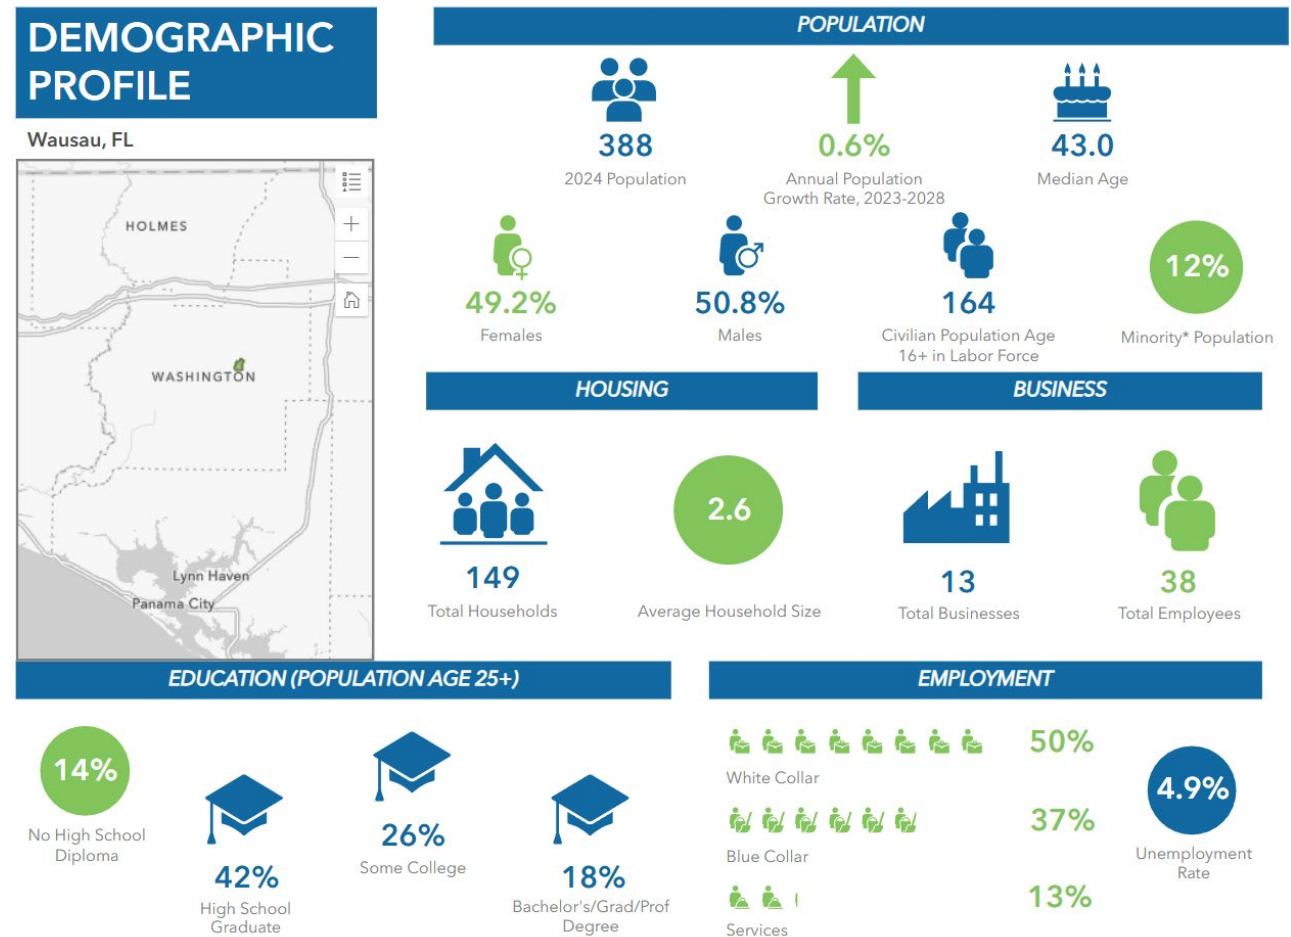 DEMOGRAPHIC
PROFILE
Wausau, FL
HOLMES
WASHINGTON
Lynn Haven
Panama City
+
−
POPULATION
388
2024 Population
0.6%
Annual Population
Growth Rate, 2023-2028
43.0
Median Age
49.2%
Females
50.8%
Males
164
Civilian Population Age
16+ in Labor Force
12%
Minority* Population
HOUSING
149
Total Households
2.6
Average Household Size
BUSINESS
13
Total Businesses
38
Total Employees
EDUCATION (POPULATION AGE 25+)
14%
No High School
Diploma
42%
High School
Graduate
26%
Some College
18%
Bachelor's/Grad/Prof
Degree
EMPLOYMENT
50%
White Collar
37%
Blue Collar
13%
Services
4.9%
Unemployment
Rate